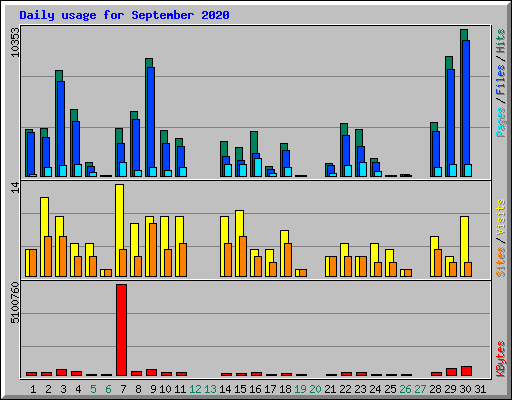 Daily usage for September 2020
10353
14
5100760
Pages / Files / Hits
Sites / Visits
KBytes
1 2 3 4 5 6 7 8 9 10 11 12 13 14 15 16 17 18 19 20 21 22 23 24 25 26 27 28 29 30 31